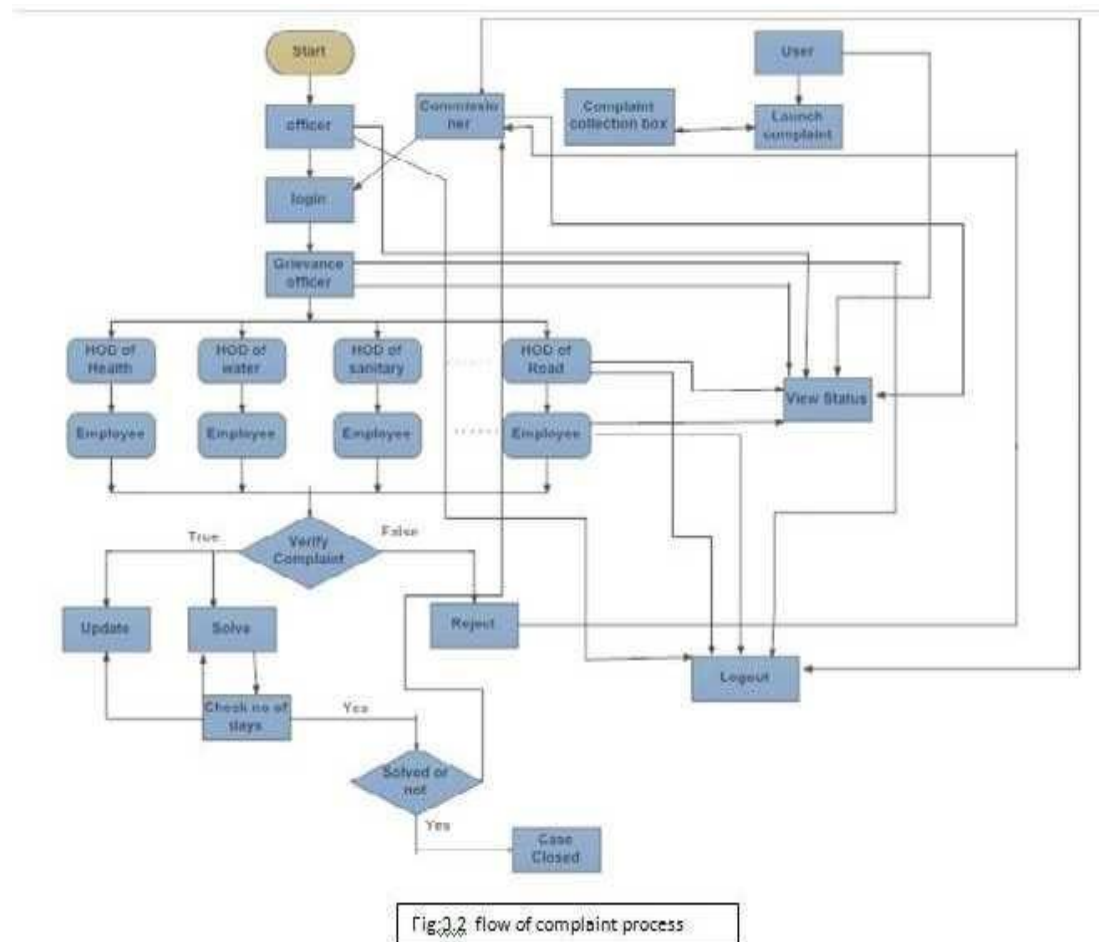 Start
User
officer
Commissio
ner
Complaint
collection box
Launch
complaint
login
Grievance
officer
HOD of
Health
HOD of
water
HOD of
sanitary
HOD of
Road
View Status
Employee
Employee
Employee
Employee
True
Verify
Complaint
False
Update
Solve
Reject
Logout
Check no of
days
Yes
Solved or
not
Yes
Case
Closed
Fig:3.2 flow of complaint process